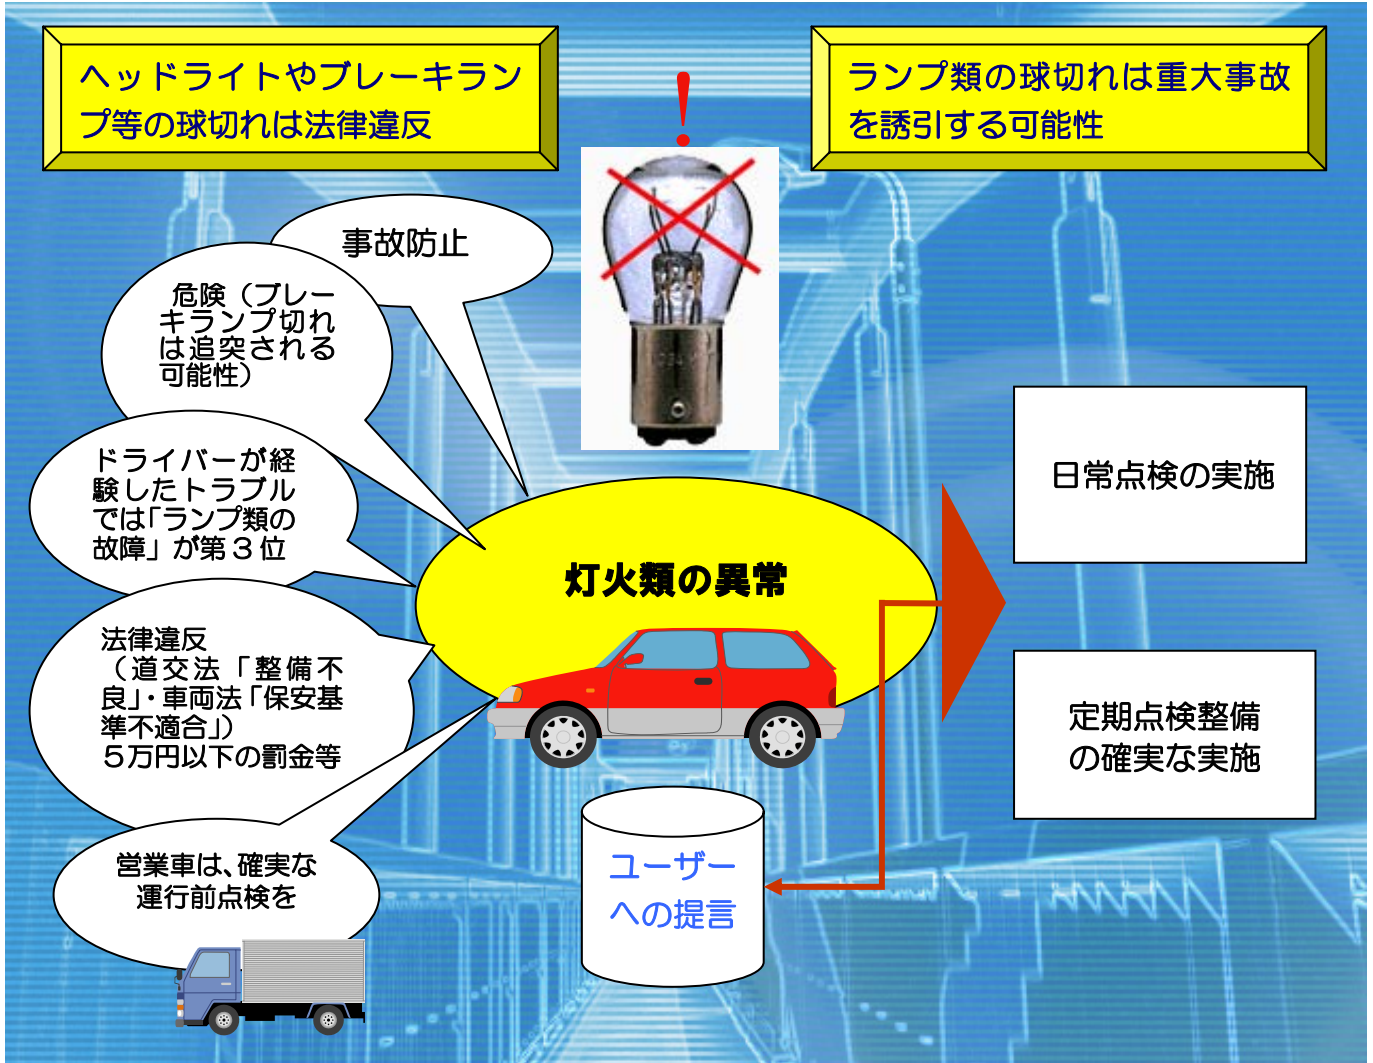 ヘッドライトやブレーキラン
プ等の球切れは法律違反
!
ランプ類の球切れは重大事故
を誘引する可能性
事故防止
危険（ブレー
キランプ切れ
は追突される
可能性）
ドライバーが経
験したトラブル
では「ランプ類の
故障」が第３位
法律違反
（道交法「整備不
良」・車両法「保安基
準不適合」）
５万円以下の罰金等
営業車は、確実な
運行前点検を
灯火類の異常
日常点検の実施
定期点検整備
の確実な実施
ユーザー
への提言